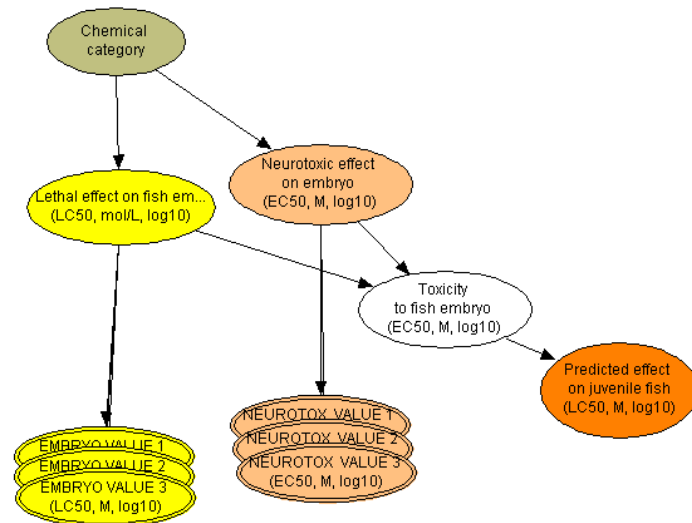 Chemical
category
Neurotoxic effect
on embryo
(EC50, M, log10)
Lethal effect on fish em...
(LC50, mol/L, log10)
Toxicity
to fish embryo
(EC50, M, log10)
Predicted effect
on juvenile fish
(LC50, M, log10)
NEUROTOX VALUE 1
NEUROTOX VALUE 2
NEUROTOX VALUE 3
(EC50, M, log10)
EMBRYO VALUE 1
EMBRYO VALUE 2
EMBRYO VALUE 3
(LC50, M, log10)